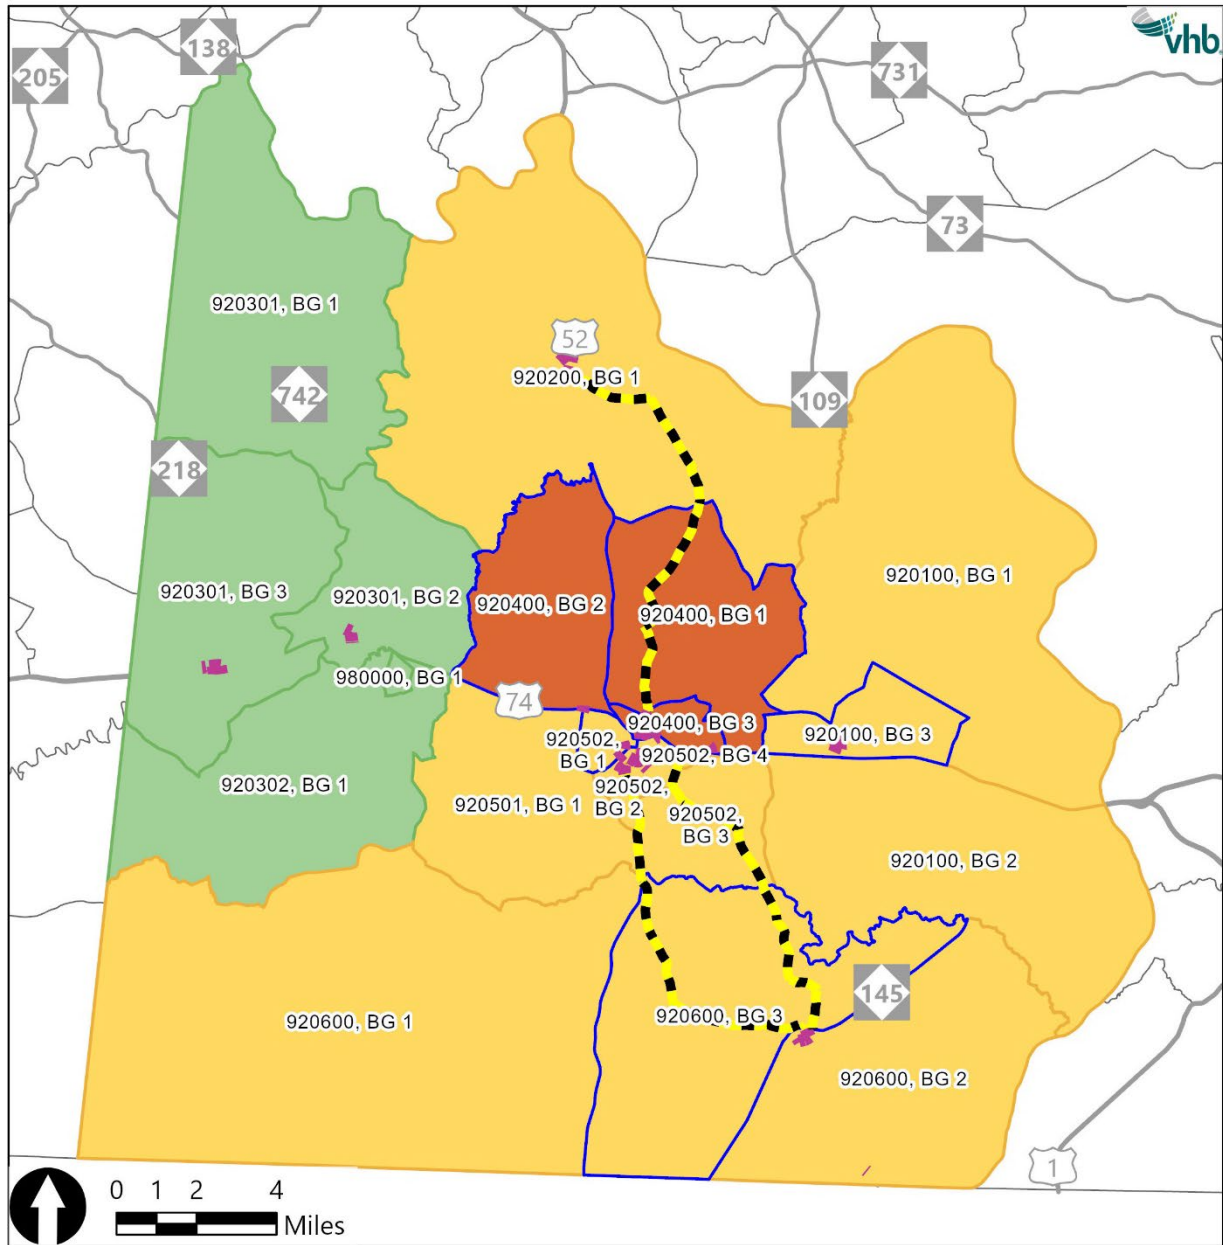 vhb
138
205
731
73
920301, BG 1
52
920200, BG 1
742
109
218
920301, BG 3
920301, BG 2
920400, BG 2
920400, BG 1
920100, BG 1
980000, BG 1
74
920400, BG 3
920100, BG 3
920502,
BG 1
920502, BG 4
920302, BG 1
920501, BG 1
920502,
BG 2
920502,
BG 3
920100, BG 2
145
920600, BG 1
920600, BG 3
920600, BG 2
1
0 1 2 4
Miles